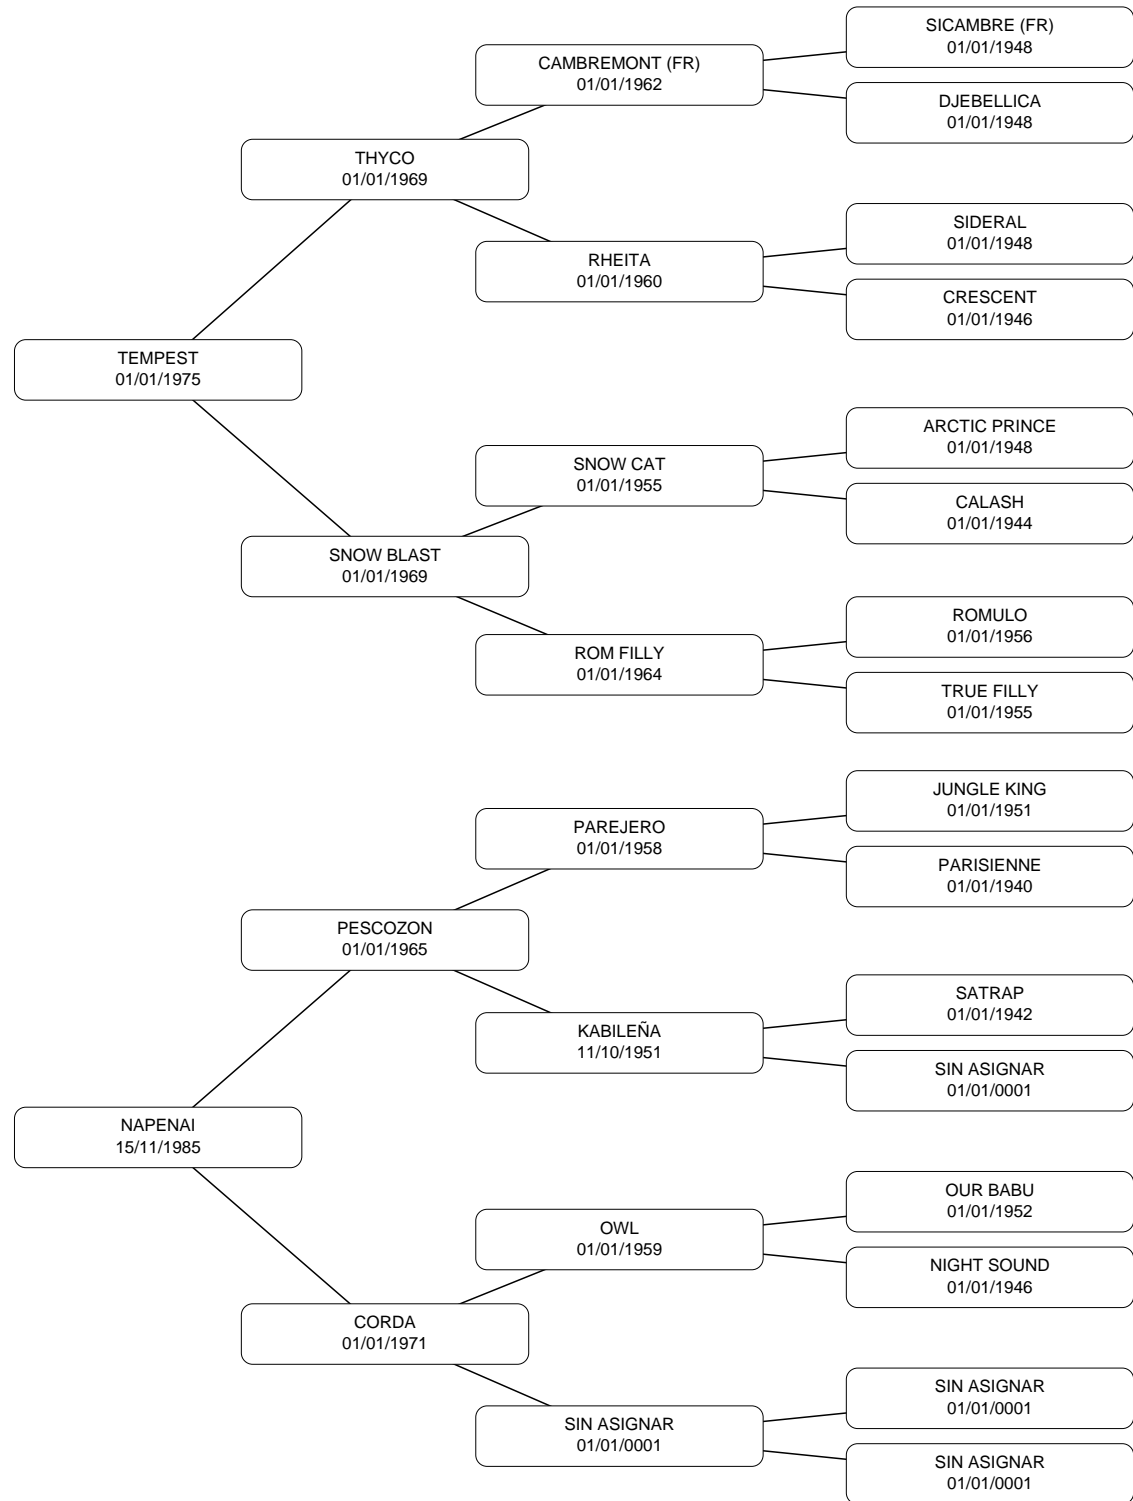 SICAMBRE (FR)
01/01/1948
CAMBREMONT (FR)
01/01/1962
DJEBELLICA
01/01/1948
THYCO
01/01/1969
SIDERAL
01/01/1948
RHEITA
01/01/1960
CRESCENT
01/01/1946
TEMPEST
01/01/1975
ARCTIC PRINCE
01/01/1948
SNOW CAT
01/01/1955
CALASH
01/01/1944
SNOW BLAST
01/01/1969
ROMULO
01/01/1956
ROM FILLY
01/01/1964
TRUE FILLY
01/01/1955
JUNGLE KING
01/01/1951
PAREJERO
01/01/1958
PARISIENNE
01/01/1940
PESCOZON
01/01/1965
SATRAP
01/01/1942
KABILEÑA
11/10/1951
SIN ASIGNAR
01/01/0001
NAPENAI
15/11/1985
OUR BABU
01/01/1952
OWL
01/01/1959
NIGHT SOUND
01/01/1946
CORDA
01/01/1971
SIN ASIGNAR
01/01/0001
SIN ASIGNAR
01/01/0001
SIN ASIGNAR
01/01/0001